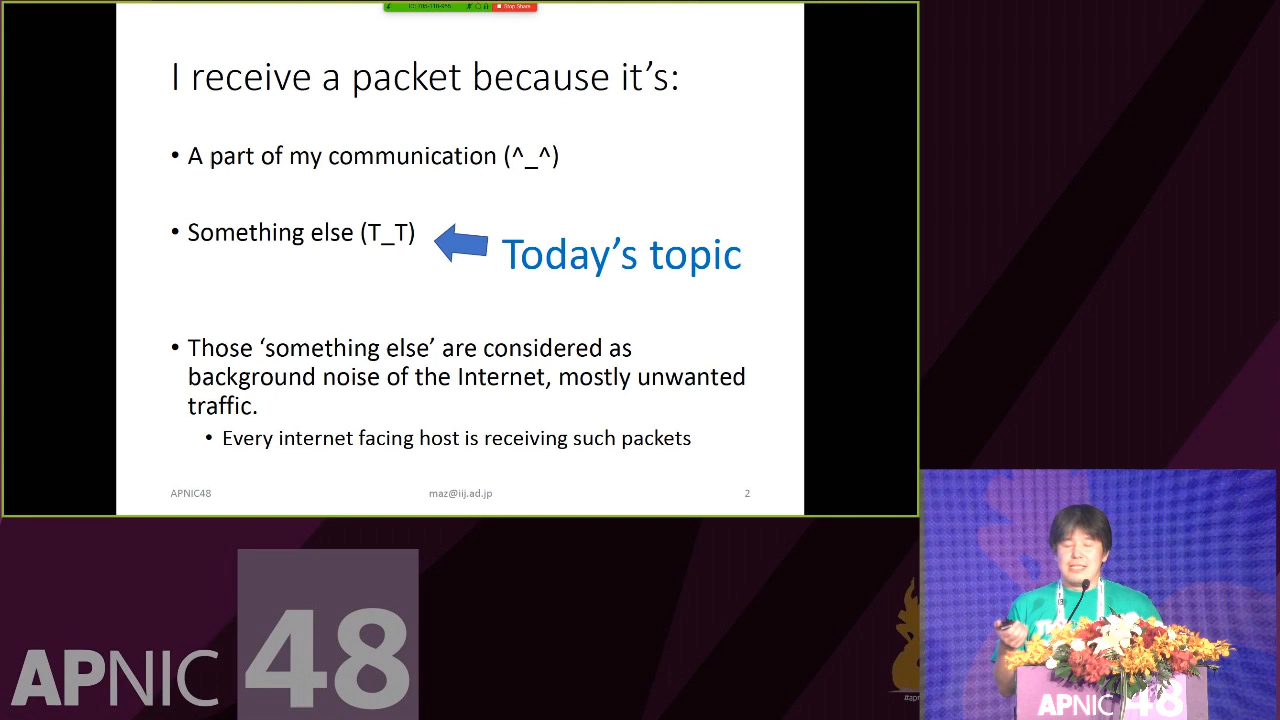 Stop Share
I receive a packet because it's:
• A part of my communication (^_^)
• Something else (T_T)
Today's topic
• Those 'something else' are considered as
background noise of the Internet, mostly unwanted
traffic.
• Every internet facing host is receiving such packets
APNIC48
maz@iij.ad.jp
2
APNIC 48
APNIC 48